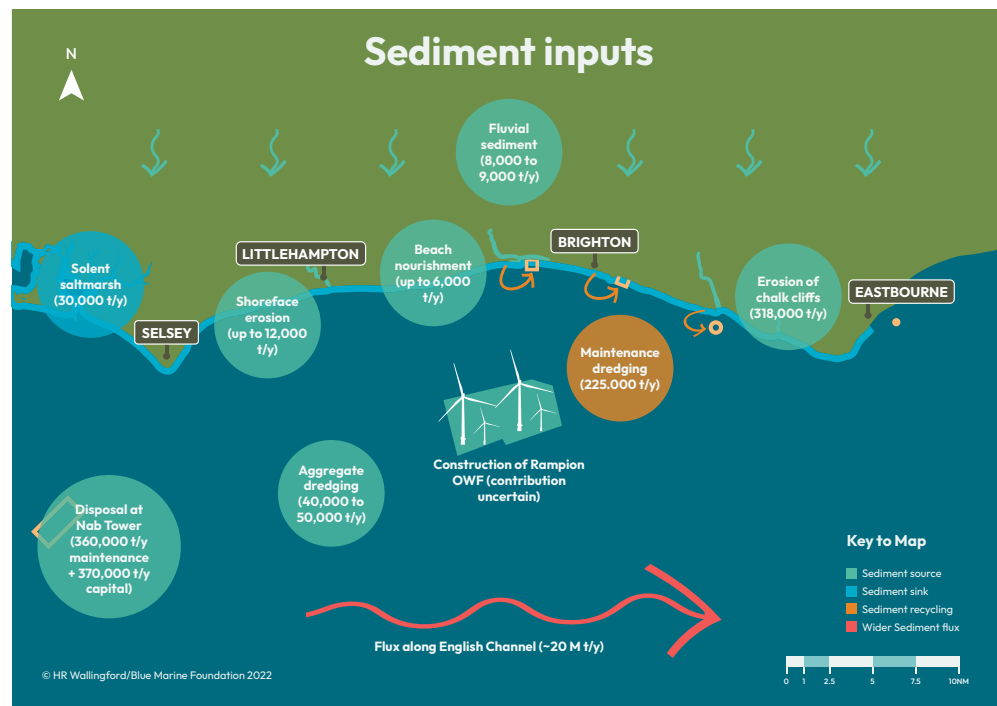 Sediment inputs
N
Fluvial
sediment
(8,000 to
9,000 t/y)
Solent
saltmarsh
(30,000 t/y)
LITTLEHAMPTON
Beach
nourishment
(up to 6,000
t/y)
BRIGHTON
Erosion of
chalk cliffs
(318,000 t/y)
EASTBOURNE
SELSEY
Shoreface
erosion
(up to 12,000
t/y)
Maintenance
dredging
(225.000 t/y)
Construction of Rampion
OWF (contribution
uncertain)
Aggregate
dredging
(40,000 to
50,000 t/y)
Disposal at
Nab Tower
(360,000 t/y
maintenance
+ 370,000 t/y
capital)
Flux along English Channel (~20 M t/y)
Key to Map
Sediment source
Sediment sink
Sediment recycling
Wider Sediment flux
0 1 2.5 5 7.5 10NM
© HR Wallingford/Blue Marine Foundation 2022